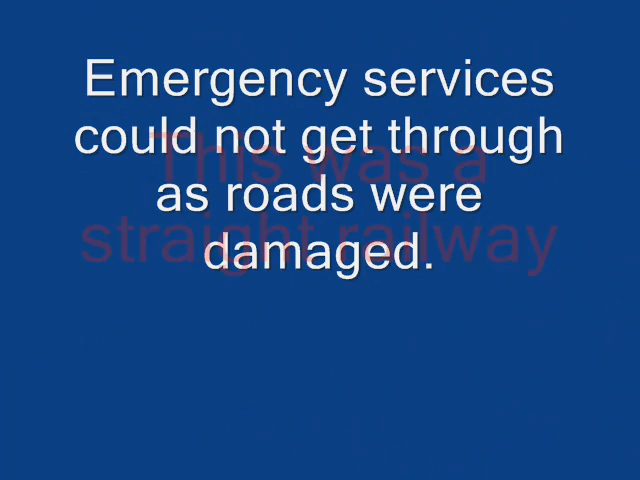 Emergency services
could not get through
as roads were
damaged.
This was a
straight railway